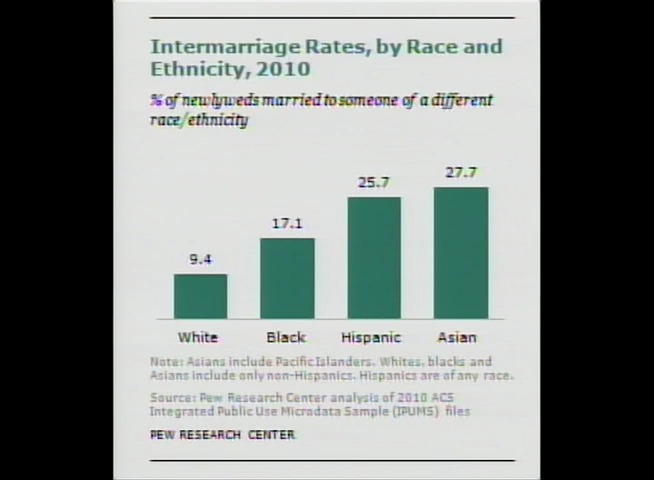 Intermarriage Rates, by Race and
Ethnicity, 2010
% of newlyweds married to someone of a different
race/ethnicity
9.4
17.1
25.7
27.7
White Black Hispanic Asian
Note: Asians include Pacific Islanders. Whites, blacks and
Asians include only non-Hispanics. Hispanics are of any race.
Source: Pew Research Center analysis of 2010 ACS
Integrated Public Use Microdata Sample (IPUMS) files
PEW RESEARCH CENTER